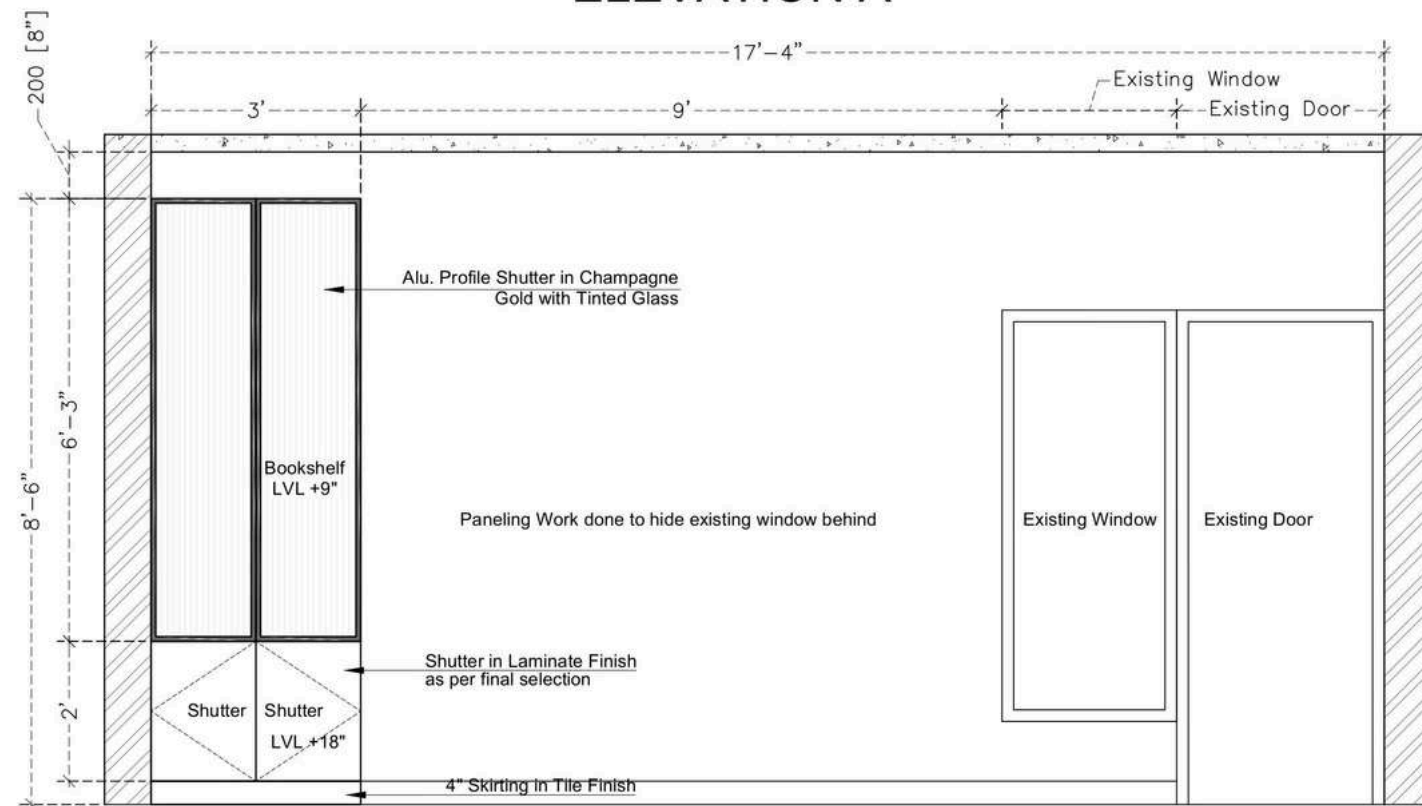 ELEVATION A
200 [8"]
17'-4"
Existing Window
3'
9'
Existing Door
Alu. Profile Shutter in Champagne
Gold with Tinted Glass
6'-3"
8'-6"
Bookshelf
LVL +9"
Paneling Work done to hide existing window behind
Existing Window
Existing Door
Shutter in Laminate Finish
as per final selection
2'
Shutter
Shutter
LVL +18"
4" Skirting in Tile Finish